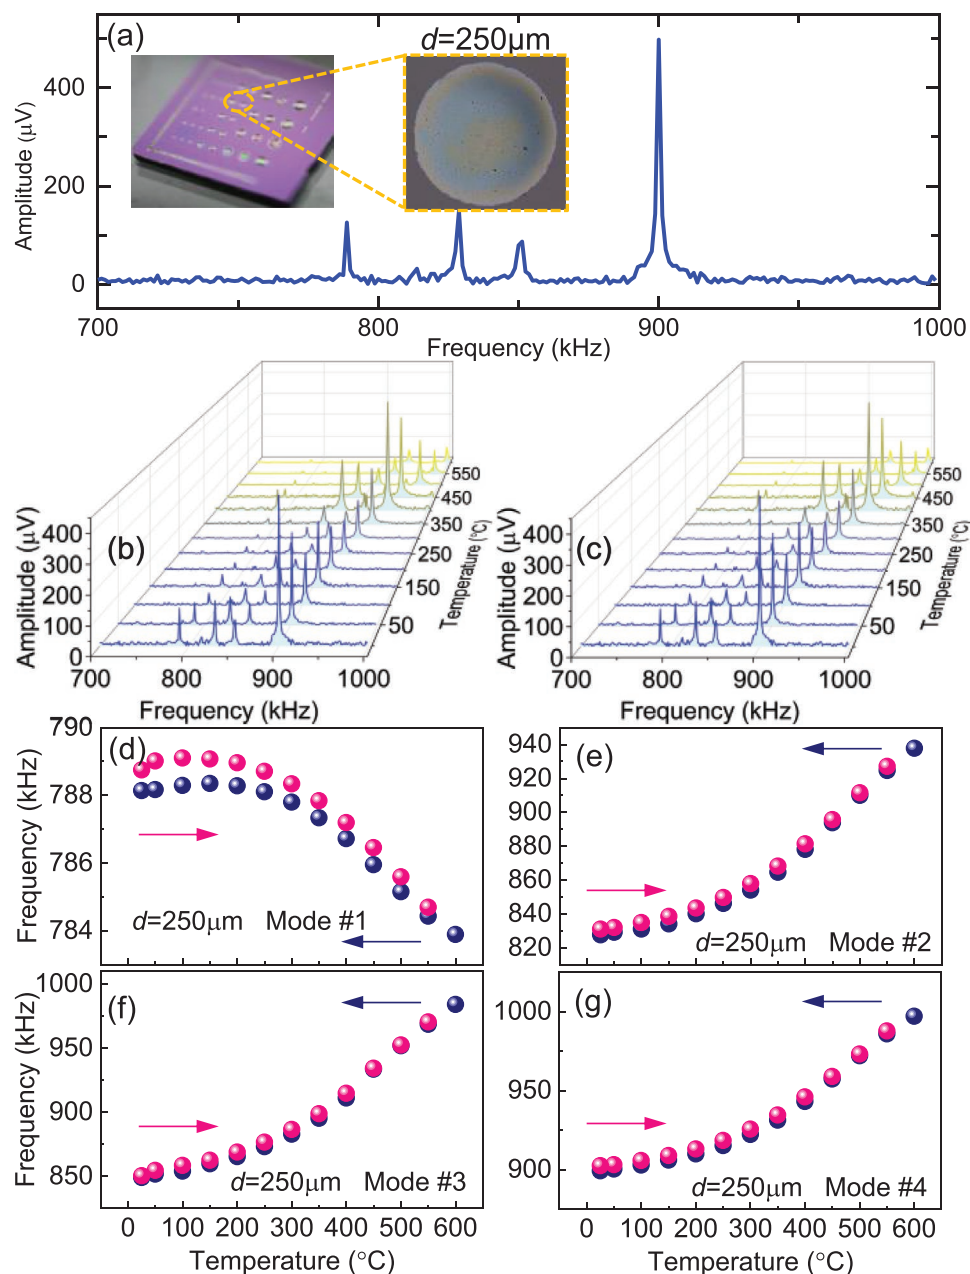 (a)
d=250μm
Amplitude (μV)
400
200
0
700 800 900 1000
Frequency (kHz)
(b)
Amplitude (μV)
400
300
200
100
0
700 800 900 1000
Frequency (kHz)
50
150
250
350
450
550
Temperature (°C)
(c)
Amplitude (μV)
400
300
200
100
0
700 800 900 1000
Frequency (kHz)
50
150
250
350
450
550
Temperature (°C)
(d)
Frequency (kHz)
790
788
786
784
d=250μm Mode #1
(e)
940
920
900
880
860
840
820
d=250μm Mode #2
(f)
Frequency (kHz)
1000
950
900
850
d=250μm Mode #3
0 100 200 300 400 500 600
Temperature (°C)
(g)
1000
950
900
d=250μm Mode #4
0 100 200 300 400 500 600
Temperature (°C)